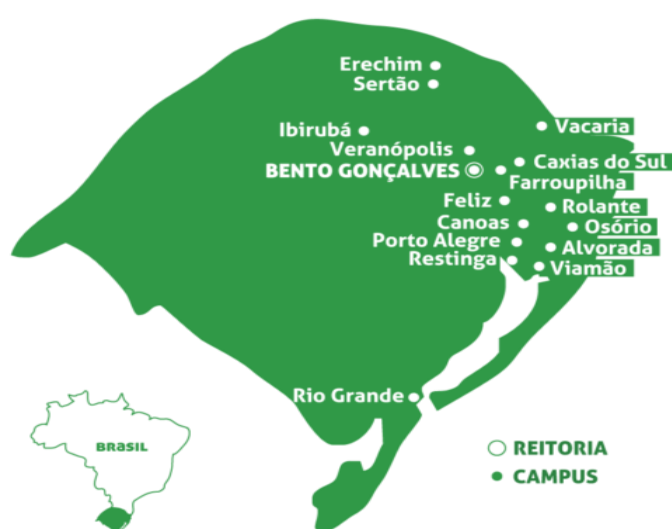 Erechim
Sertão
Ibirubá
Vacaria
Veranópolis
Caxias do Sul
BENTO GONÇALVES
Farroupilha
Feliz
Rolante
Canoas
Osório
Porto Alegre
Alvorada
Restinga
Viamão
Rio Grande
BRASIL
REITORIA
CAMPUS